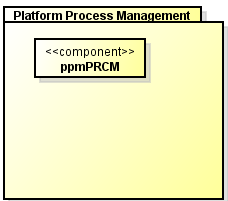 Platform Process Management
<<component>>
ppmPRCM